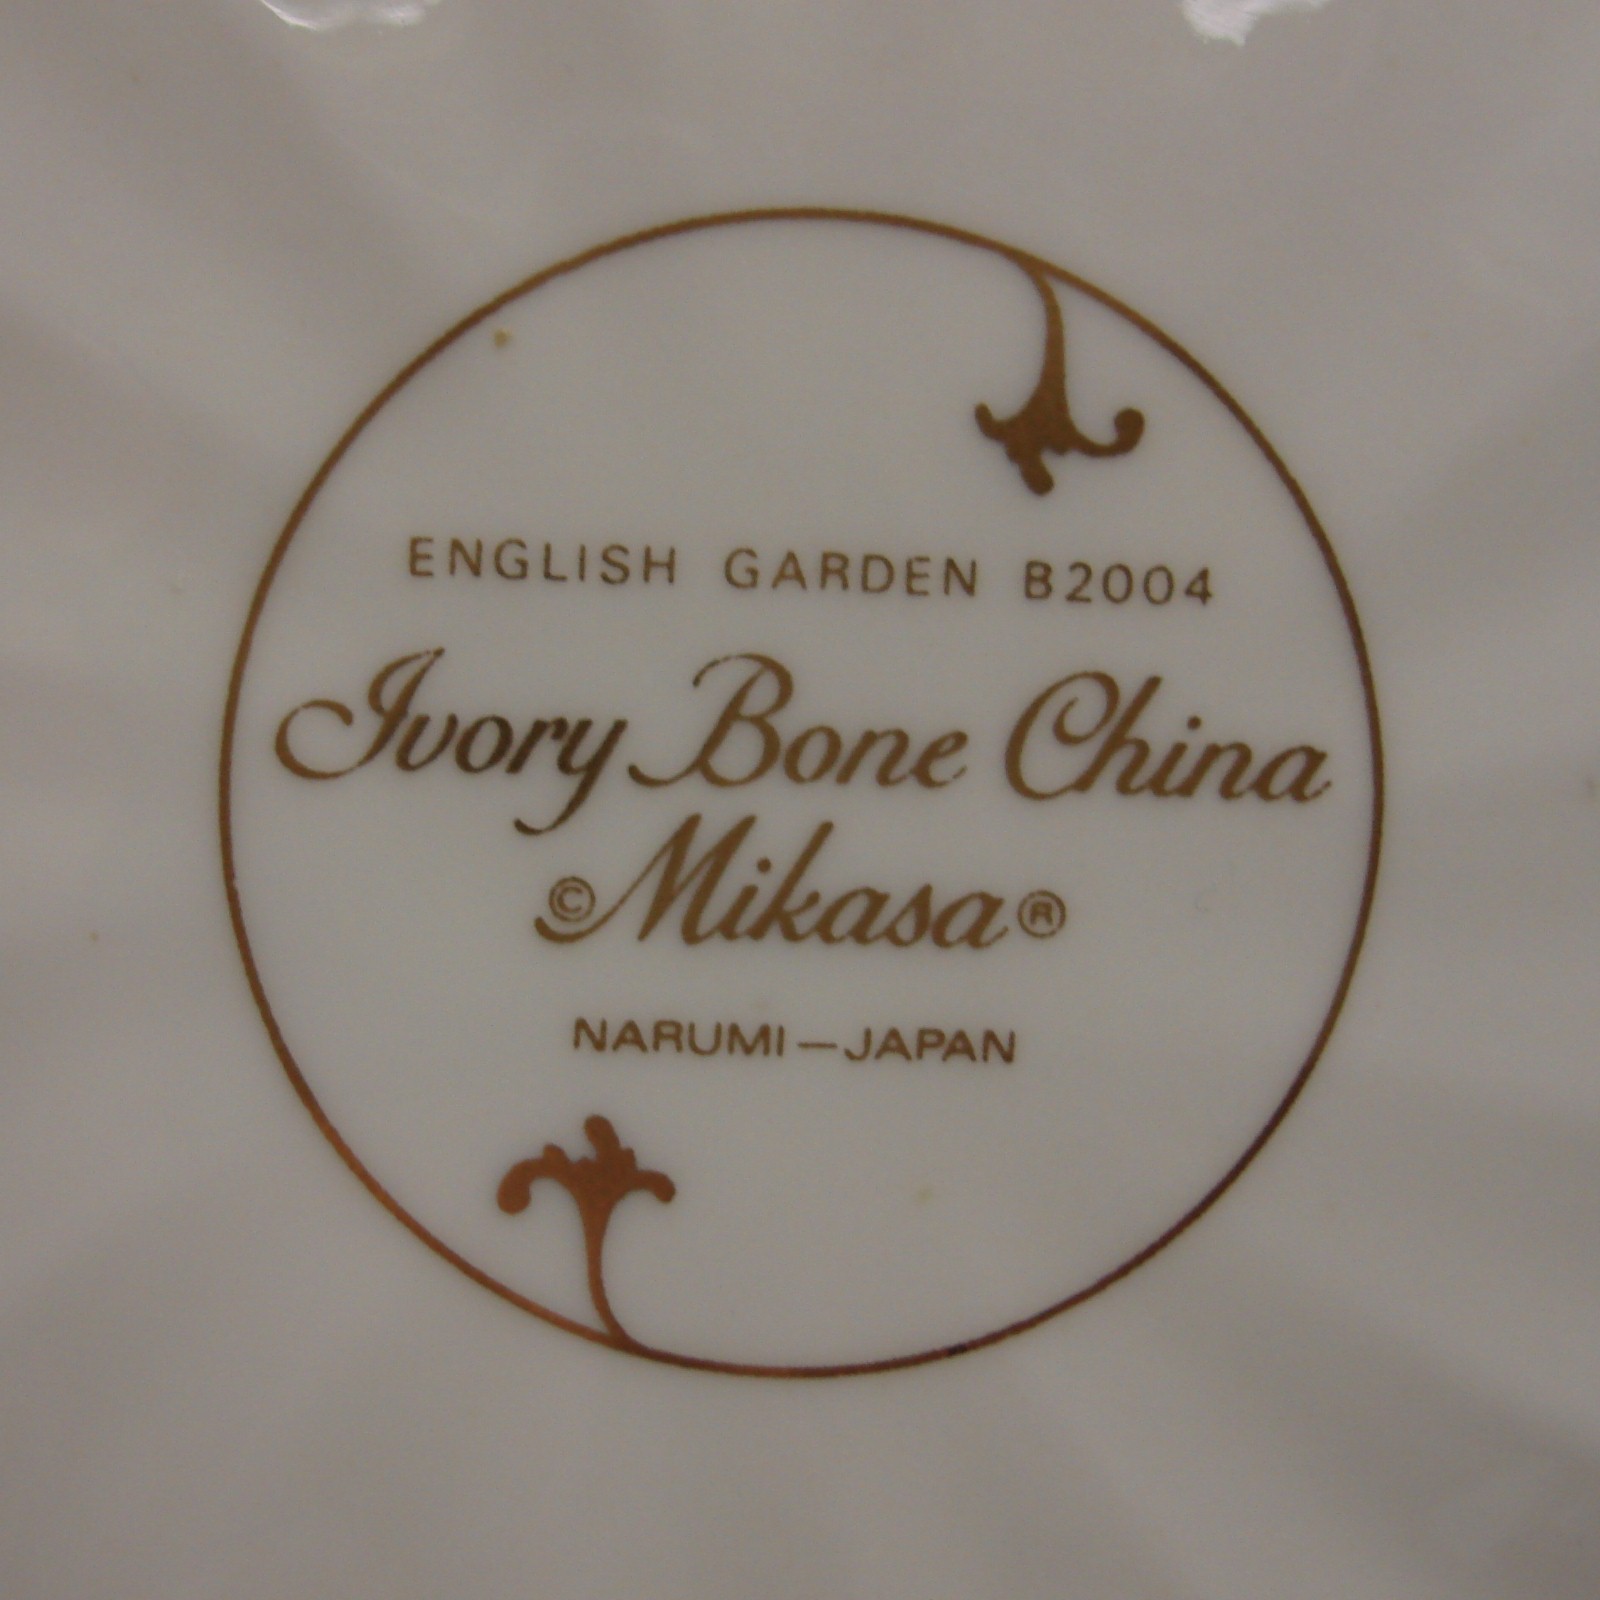 ENGLISH GARDEN B2004
Ivory Bone China
©Mikasa®
NARUMI—JAPAN